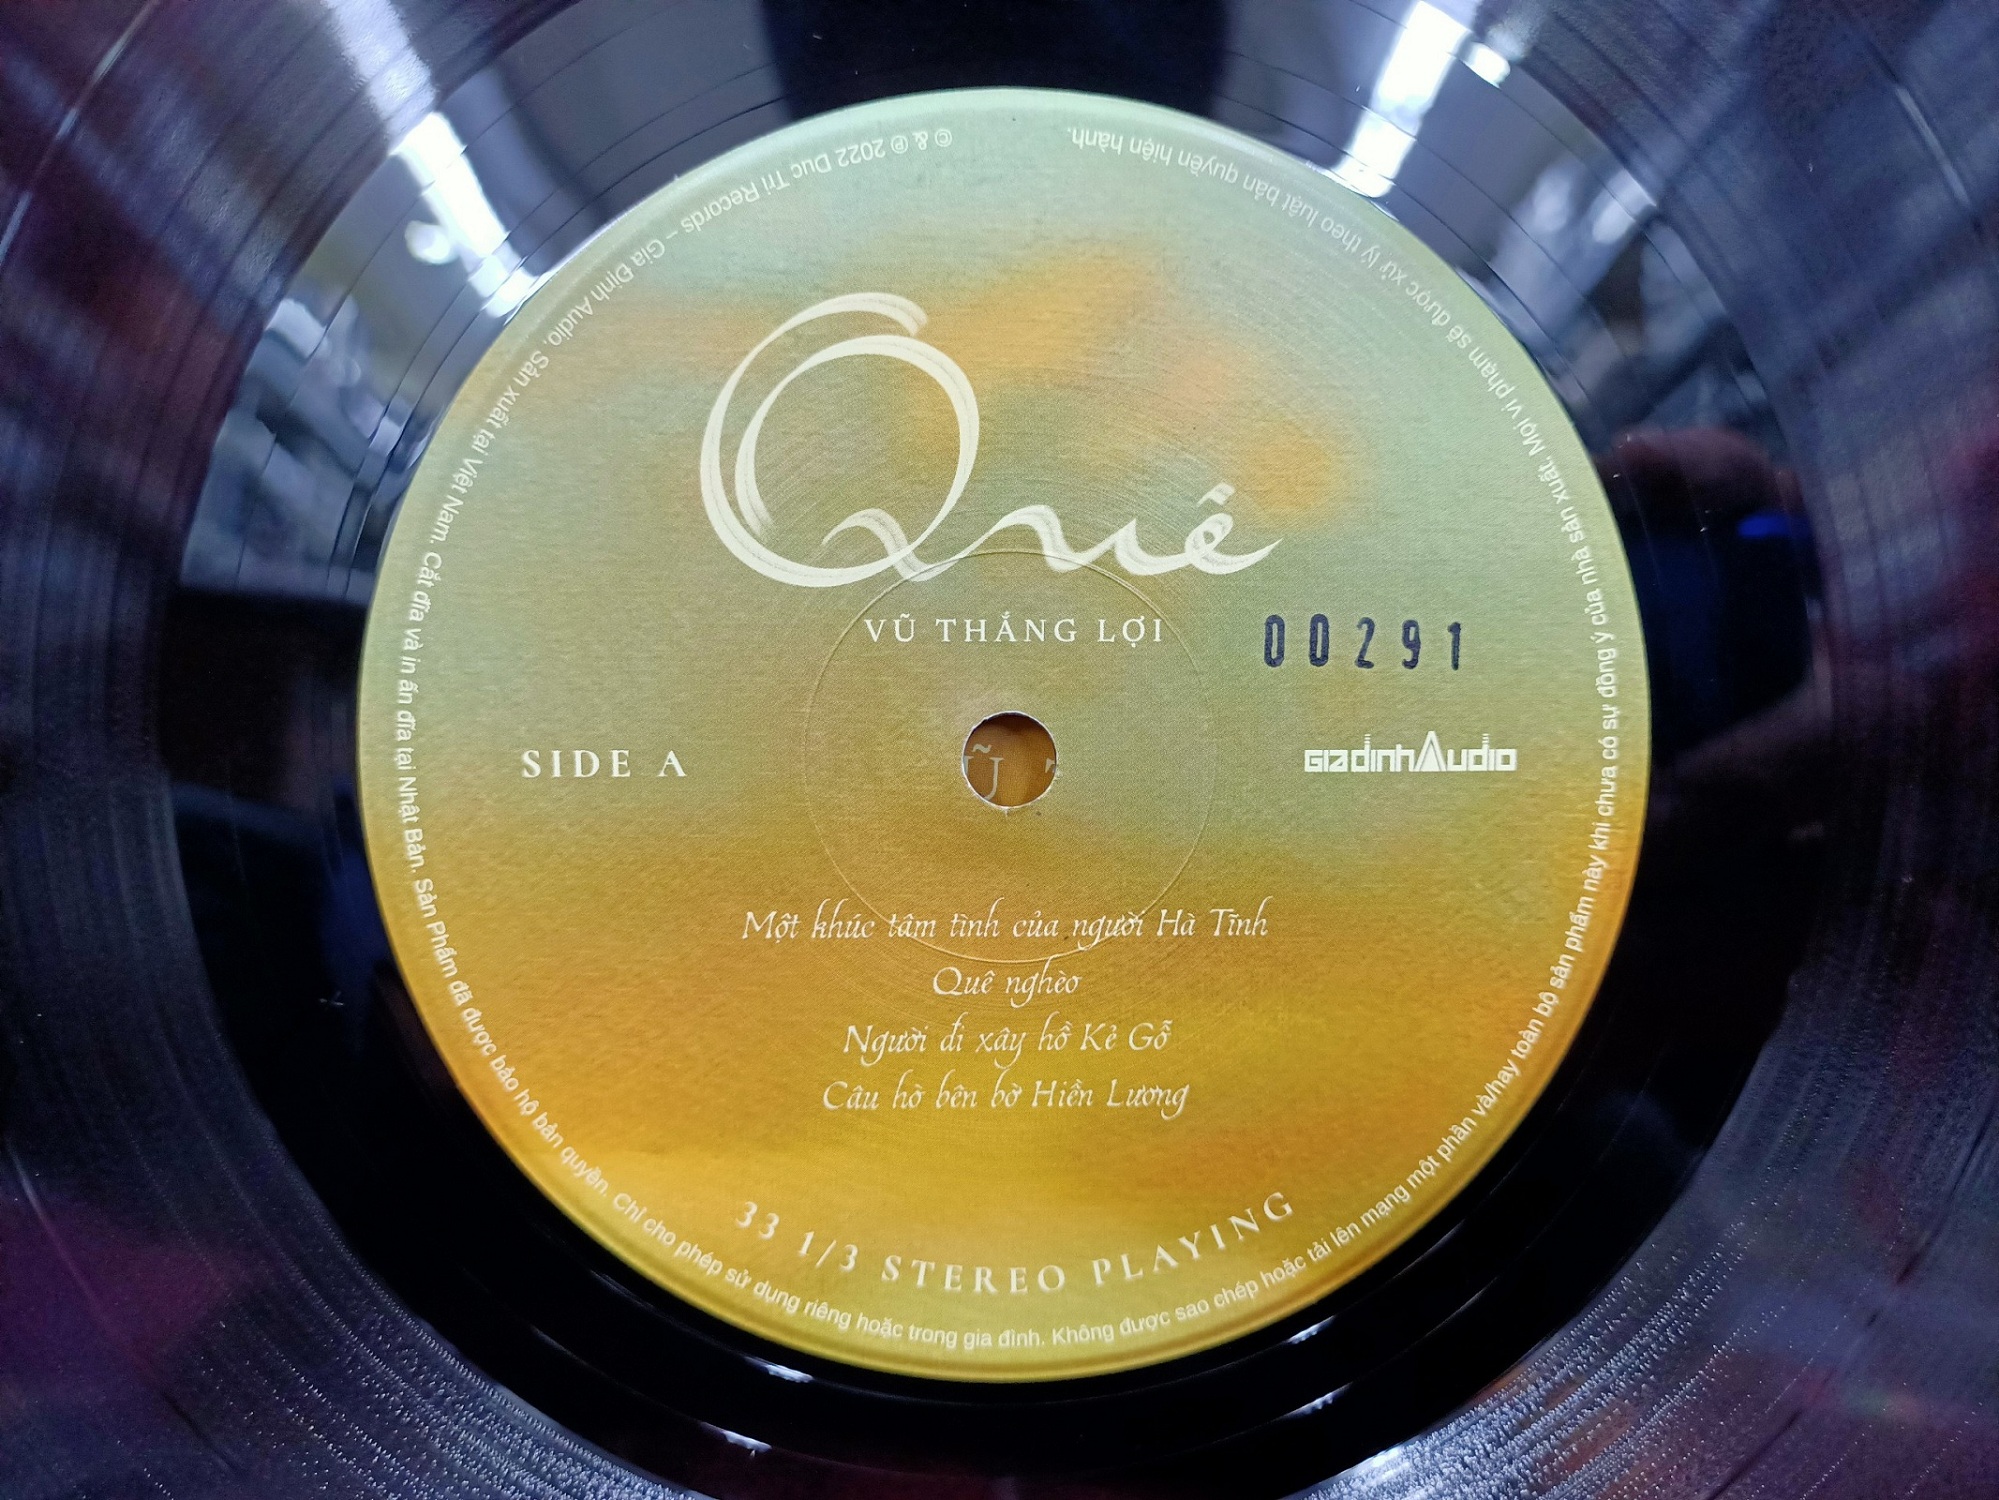 Quê
VŨ THẮNG LỢI
00291
SIDE A
GIADINHAUDIO
Một khúc tâm tình của người Hà Tĩnh
Quê nghèo
Người đi xây hồ Kẻ Gỗ
Câu hò bên bờ Hiền Lương
33 1/3 STEREO PLAYING
© & ℗ 2022 Duc Tri Records – Gia Định Audio. Sản xuất tại Việt Nam. Cắt đĩa và in ấn đĩa tại Nhật Bản. Sản Phẩm đã được bảo hộ bản quyền. Chỉ cho phép sử dụng riêng hoặc trong gia đình. Không được sao chép hoặc tải lên mạng một phần và/hay toàn bộ sản phẩm này khi chưa có sự đồng ý của nhà sản xuất. Mọi vi phạm sẽ được xử lý theo luật bản quyền hiện hành.